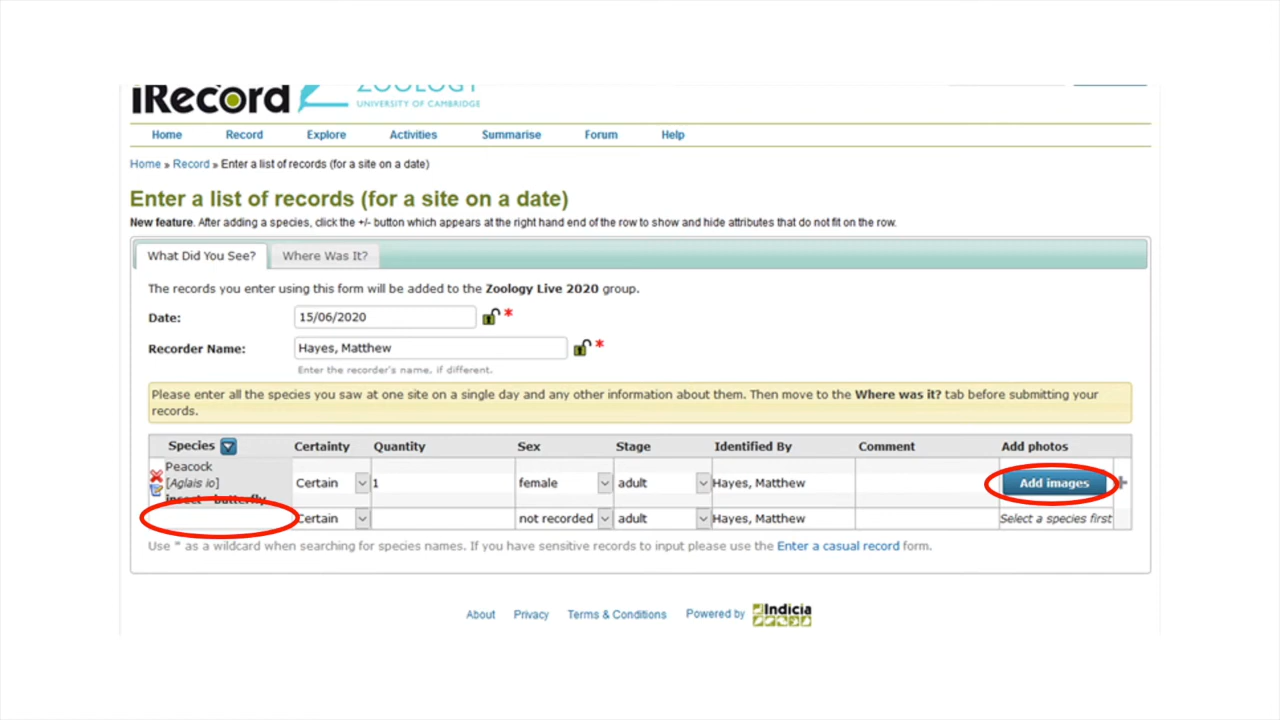 iRecord ZOOLOGY
UNIVERSITY OF CAMBRIDGE
Home Record Explore Activities Summarise Forum Help
Home » Record » Enter a list of records (for a site on a date)
Enter a list of records (for a site on a date)
New feature. After adding a species, click the +/- button which appears at the right hand end of the row to show and hide attributes that do not fit on the row.
What Did You See? Where Was It?
The records you enter using this form will be added to the Zoology Live 2020 group.
Date: 15/06/2020 *
Recorder Name: Hayes, Matthew *
Enter the recorder's name, if different.
Please enter all the species you saw at one site on a single day and any other information about them. Then move to the Where was it? tab before submitting your
records.
Species Certainty Quantity Sex Stage Identified By Comment Add photos
Peacock
[Aglais io] Certain 1 female adult Hayes, Matthew Add images +
insect - butterfly
Certain not recorded adult Hayes, Matthew Select a species first
Use * as a wildcard when searching for species names. If you have sensitive records to input please use the Enter a casual record form.
About Privacy Terms & Conditions Powered by Indicia